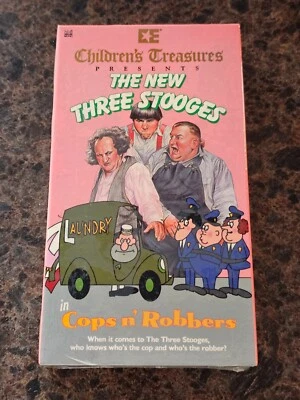 Children's Treasures
PRESENTS
THE NEW
THREE STOOGES
LAUNDRY
in
Cops n' Robbers
When it comes to The Three Stooges,
who knows who's the cop and who's the robber?